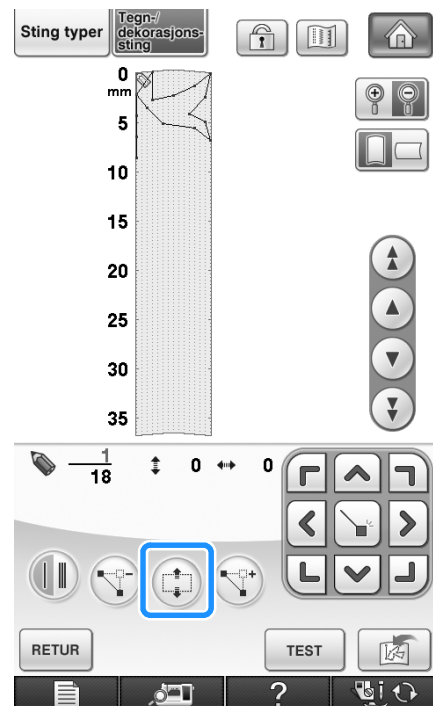 Sting typer
Tegn-/
dekorasjons-
sting
0
mm
5
10
15
20
25
30
35
1
18
0
0
RETUR
TEST
?